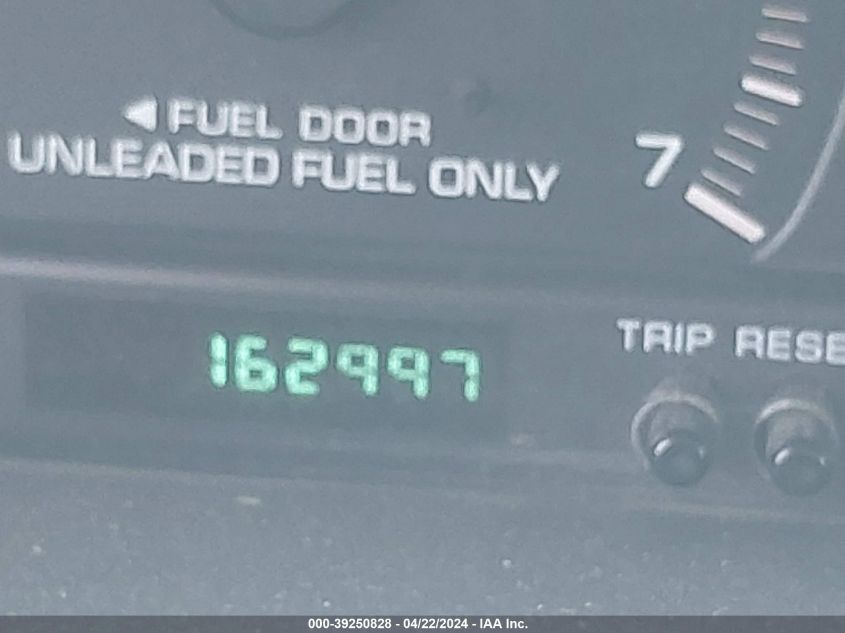 ◄ FUEL DOOR
UNLEADED FUEL ONLY
7
162997
TRIP RESE
000-39250828 - 04/22/2024 - IAA Inc.